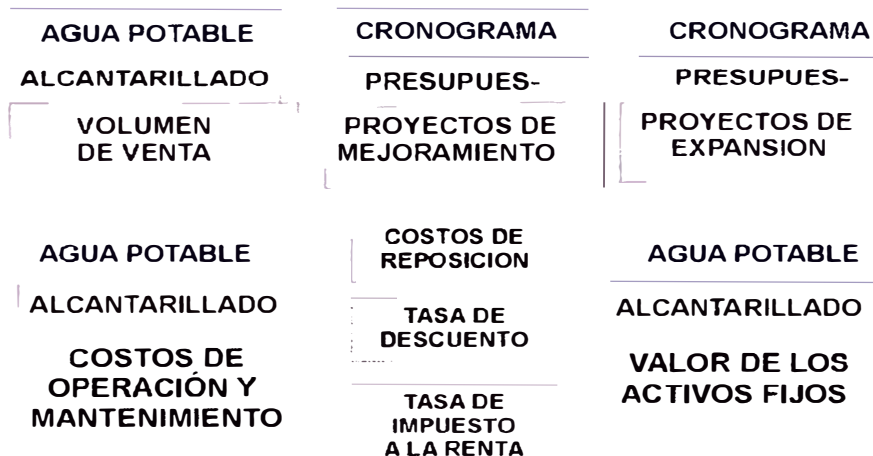 AGUA POTABLE
ALCANTARILLADO
VOLUMEN
DE VENTA
CRONOGRAMA
PRESUPUES-
PROYECTOS DE
MEJORAMIENTO
CRONOGRAMA
PRESUPUES-
PROYECTOS DE
EXPANSION
AGUA POTABLE
ALCANTARILLADO
COSTOS DE
OPERACIÓN Y
MANTENIMIENTO
COSTOS DE
REPOSICION
TASA DE
DESCUENTO
TASA DE
IMPUESTO
A LA RENTA
AGUA POTABLE
ALCANTARILLADO
VALOR DE LOS
ACTIVOS FIJOS